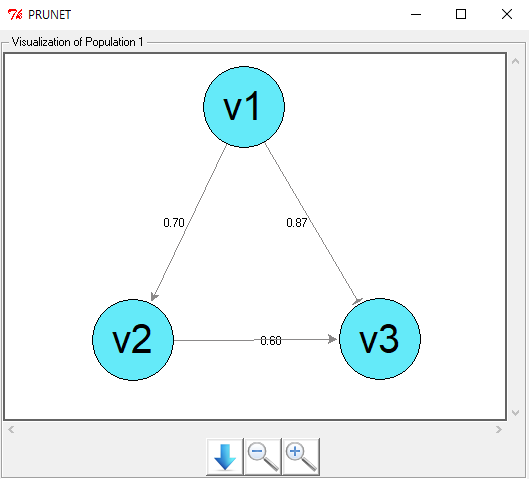 PRUNET
Visualization of Population 1
v1
0.70
0.87
v2
0.60
v3